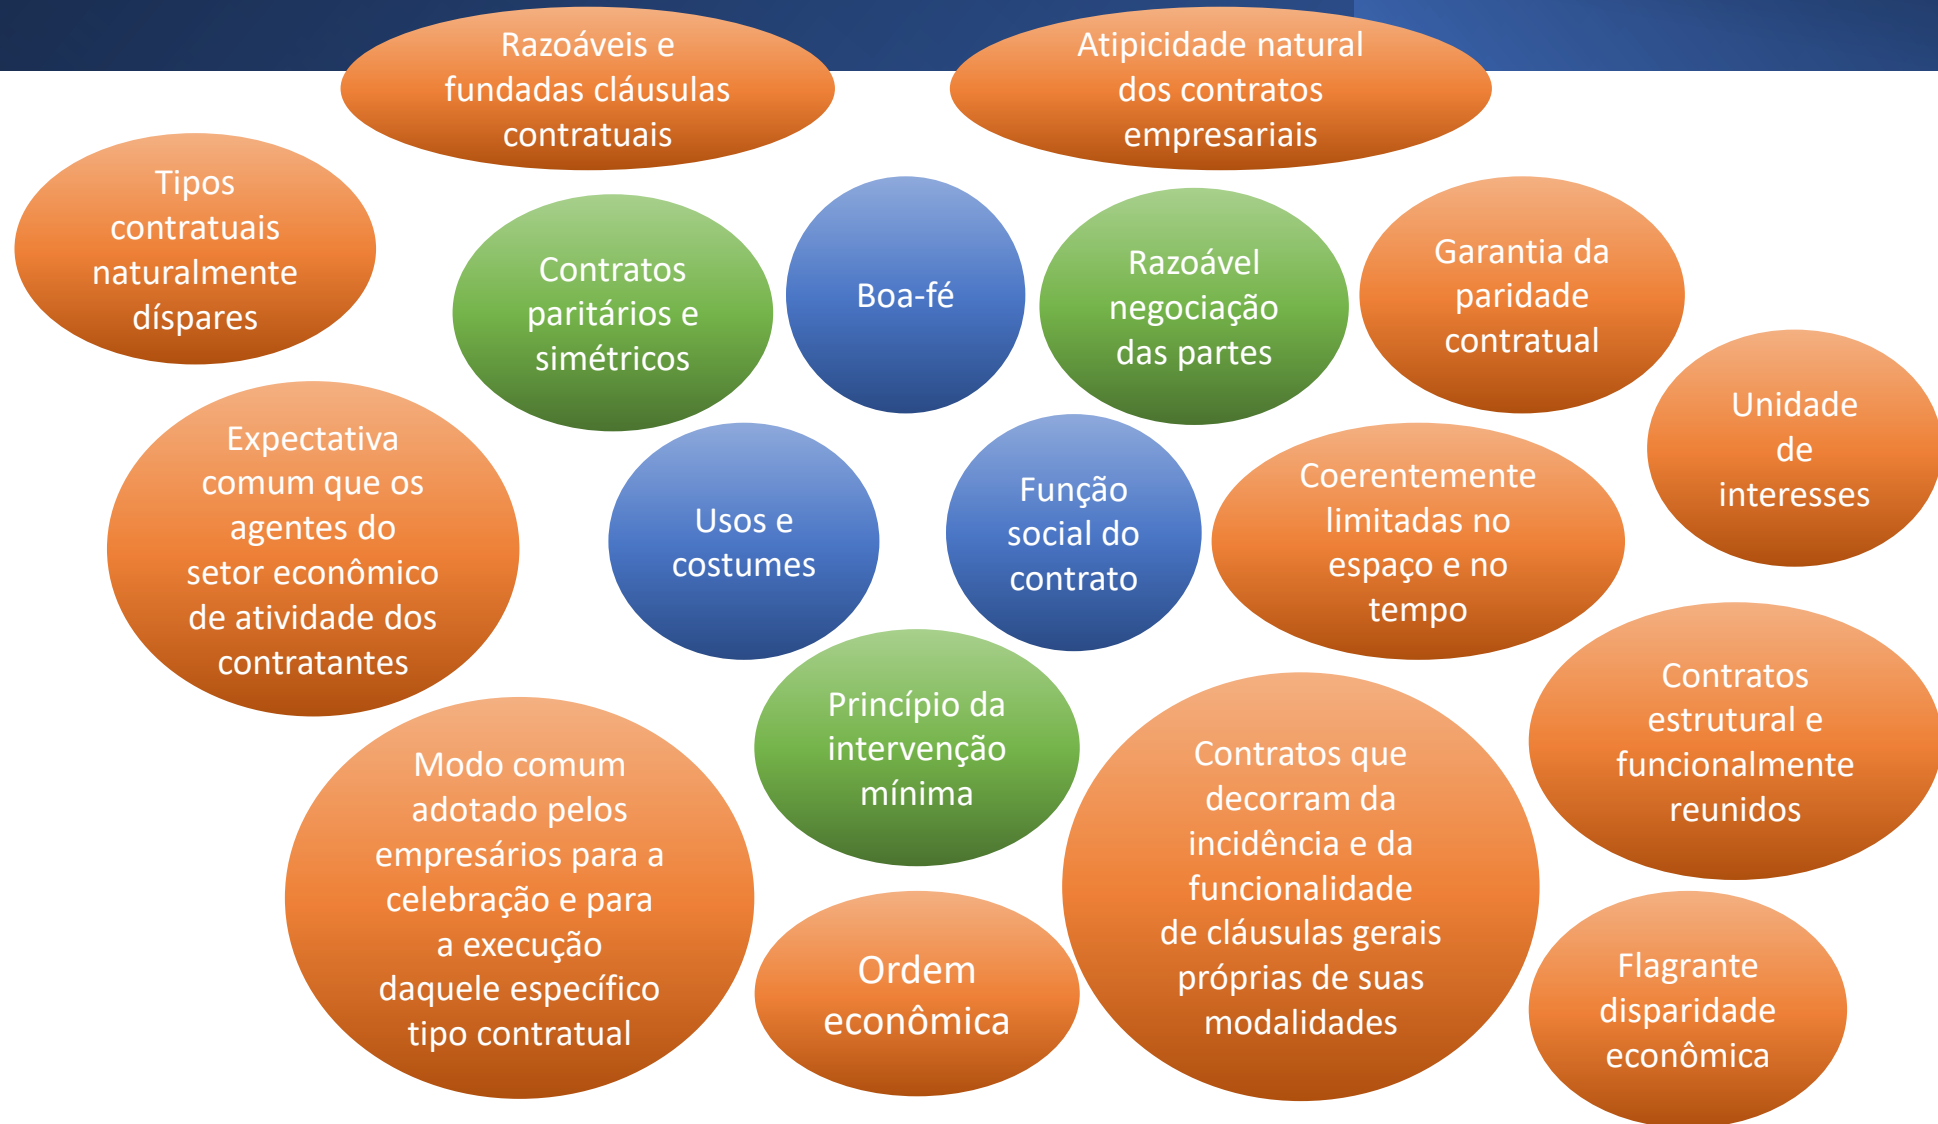 Razoáveis e
fundadas cláusulas
contratuais
Atipicidade natural
dos contratos
empresariais
Tipos
contratuais
naturalmente
díspares
Contratos
paritários e
simétricos
Boa-fé
Razoável
negociação
das partes
Garantia da
paridade
contratual
Unidade
de
interesses
Expectativa
comum que os
agentes do
setor econômico
de atividade dos
contratantes
Usos e
costumes
Função
social do
contrato
Coerentemente
limitadas no
espaço e no
tempo
Contratos
estrutural e
funcionalmente
reunidos
Princípio da
intervenção
mínima
Modo comum
adotado pelos
empresários para a
celebração e para
a execução
daquele específico
tipo contratual
Contratos que
decorram da
incidência e da
funcionalidade
de cláusulas gerais
próprias de suas
modalidades
Ordem
econômica
Flagrante
disparidade
econômica